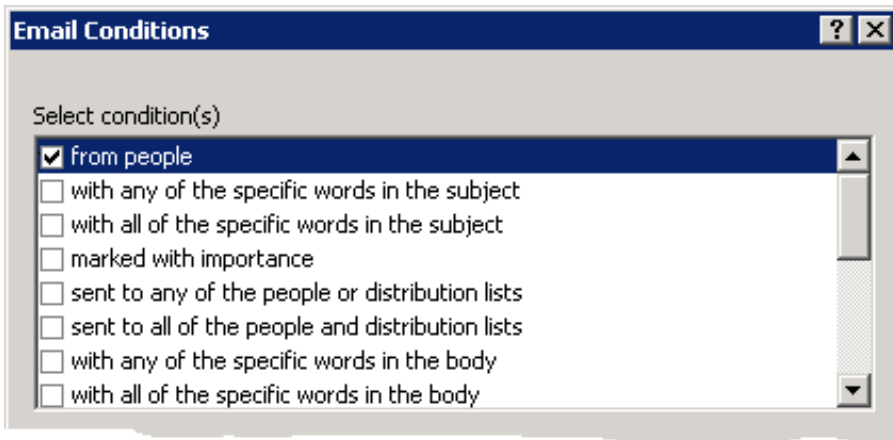 Email Conditions
Select condition(s)
from people
with any of the specific words in the subject
with all of the specific words in the subject
marked with importance
sent to any of the people or distribution lists
sent to all of the people and distribution lists
with any of the specific words in the body
with all of the specific words in the body